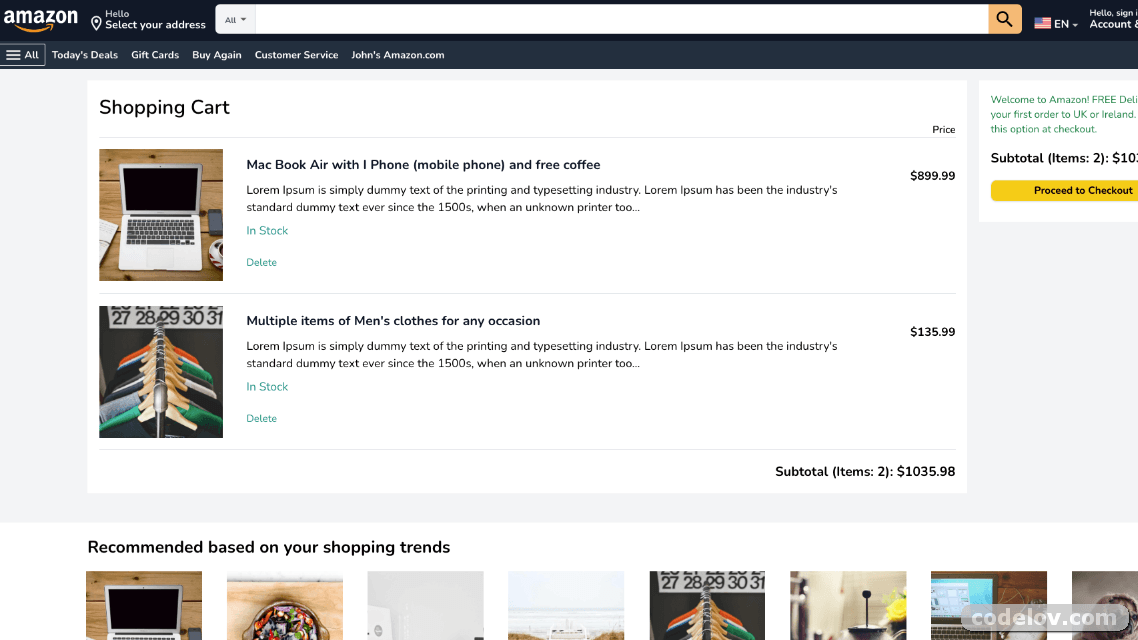 amazon
Hello
Select your address
All
EN
Hello, sign i
Account &
All
Today's Deals
Gift Cards
Buy Again
Customer Service
John's Amazon.com
Shopping Cart
Price
Mac Book Air with I Phone (mobile phone) and free coffee
$899.99
Lorem Ipsum is simply dummy text of the printing and typesetting industry. Lorem Ipsum has been the industry's
standard dummy text ever since the 1500s, when an unknown printer too...
In Stock
Delete
27 28 29 30 31
Multiple items of Men's clothes for any occasion
$135.99
Lorem Ipsum is simply dummy text of the printing and typesetting industry. Lorem Ipsum has been the industry's
standard dummy text ever since the 1500s, when an unknown printer too...
In Stock
Delete
Subtotal (Items: 2): $1035.98
Welcome to Amazon! FREE Deli
your first order to UK or Ireland.
this option at checkout.
Subtotal (Items: 2): $103
Proceed to Checkout
Recommended based on your shopping trends
27 28 29 30 31
codelov.com